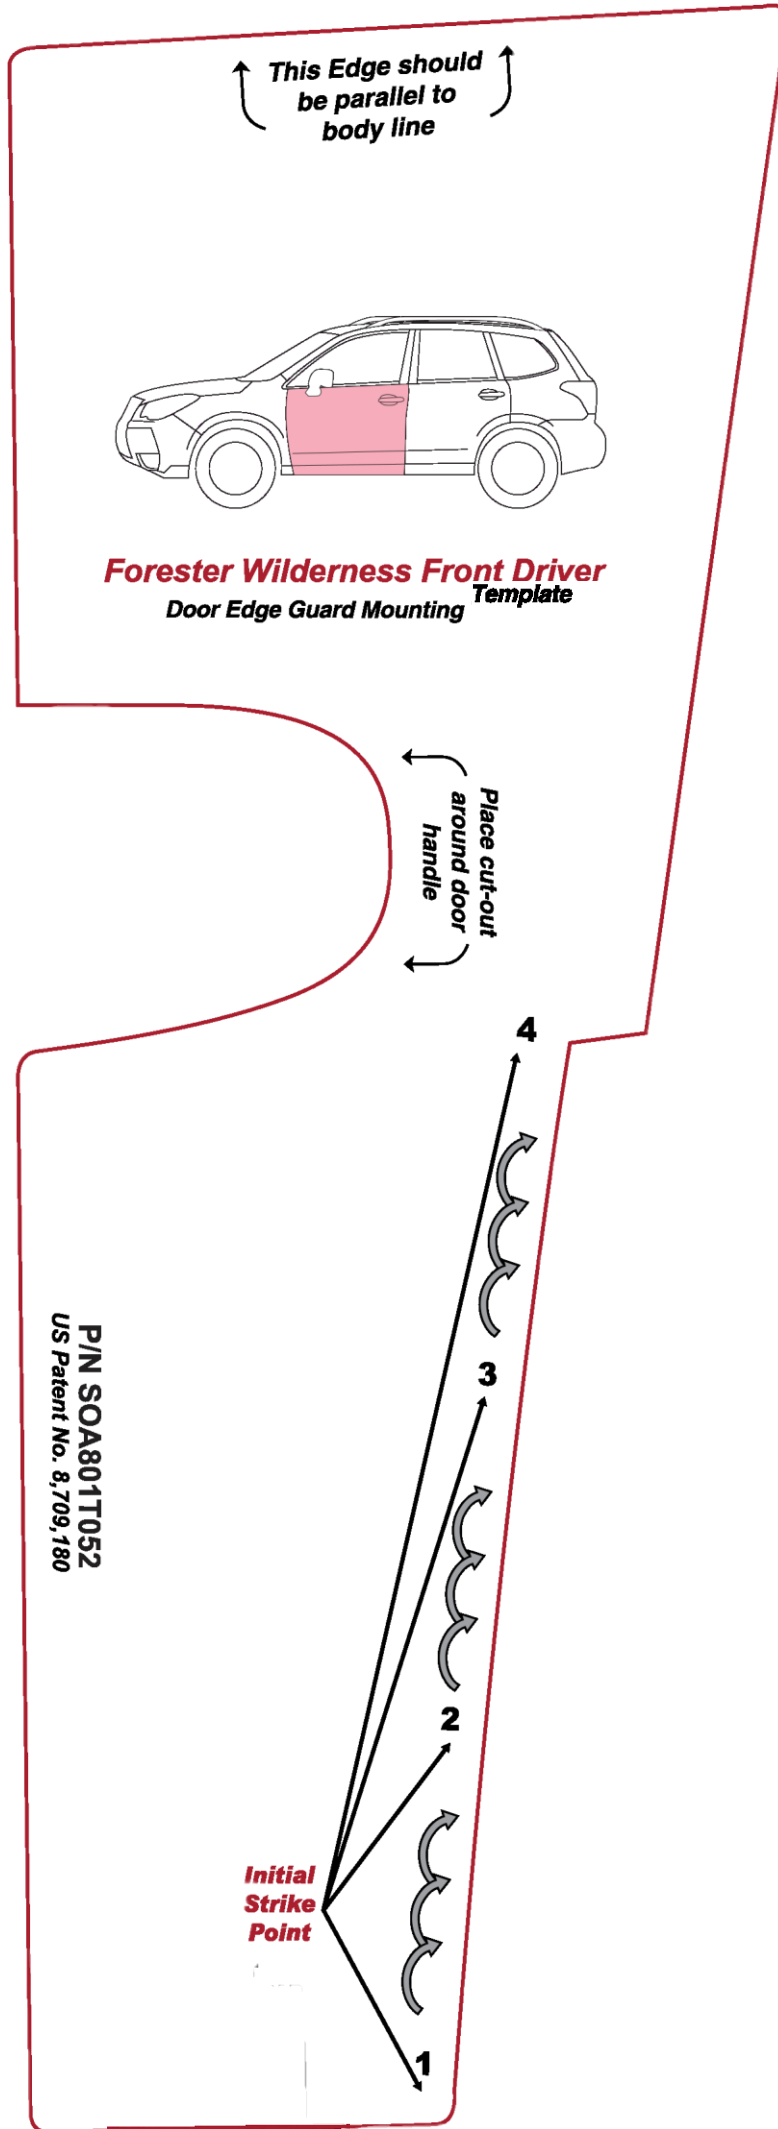 This Edge should
be parallel to
body line
Forester Wilderness Front Driver
Door Edge Guard Mounting Template
Place cut-out
around door
handle
4
3
2
Initial
Strike
Point
1
P/N SOA801T052
US Patent No. 8,709,180